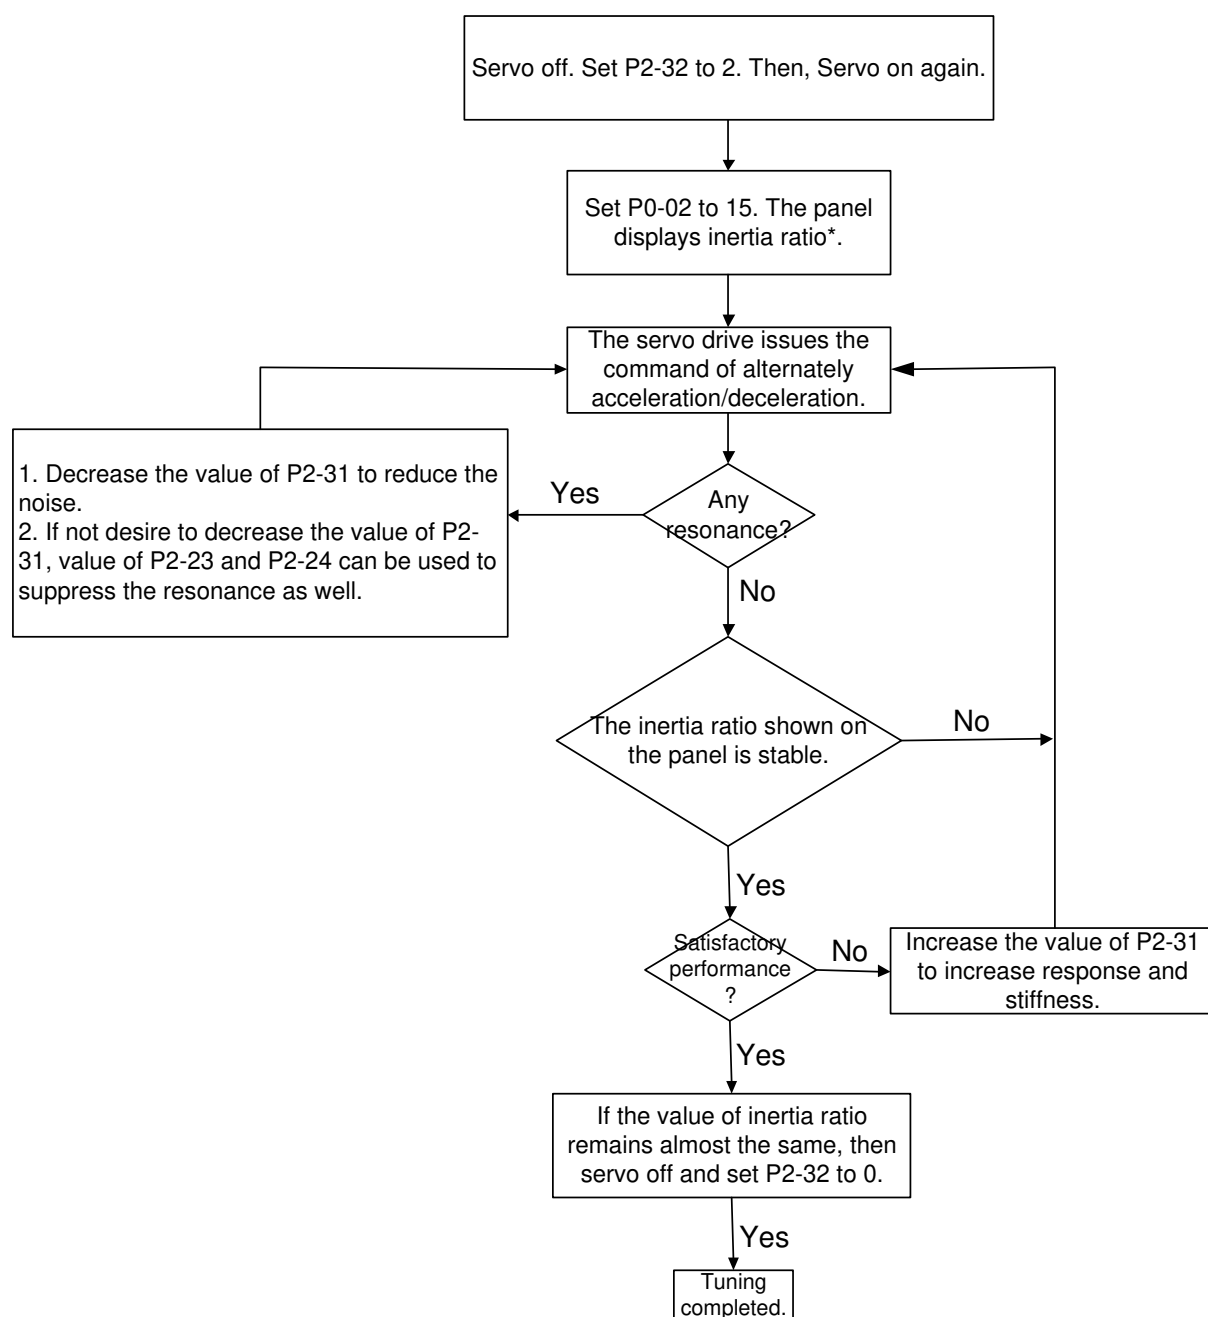 Servo off. Set P2-32 to 2. Then, Servo on again.
Set P0-02 to 15. The panel
displays inertia ratio*.
The servo drive issues the
command of alternately
acceleration/deceleration.
1. Decrease the value of P2-31 to reduce the
noise.
2. If not desire to decrease the value of P2-
31, value of P2-23 and P2-24 can be used to
suppress the resonance as well.
Yes
Any
resonance?
No
The inertia ratio shown on
the panel is stable.
No
Yes
Satisfactory
performance
?
No
Increase the value of P2-31
to increase response and
stiffness.
Yes
If the value of inertia ratio
remains almost the same, then
servo off and set P2-32 to 0.
Yes
Tuning
completed.